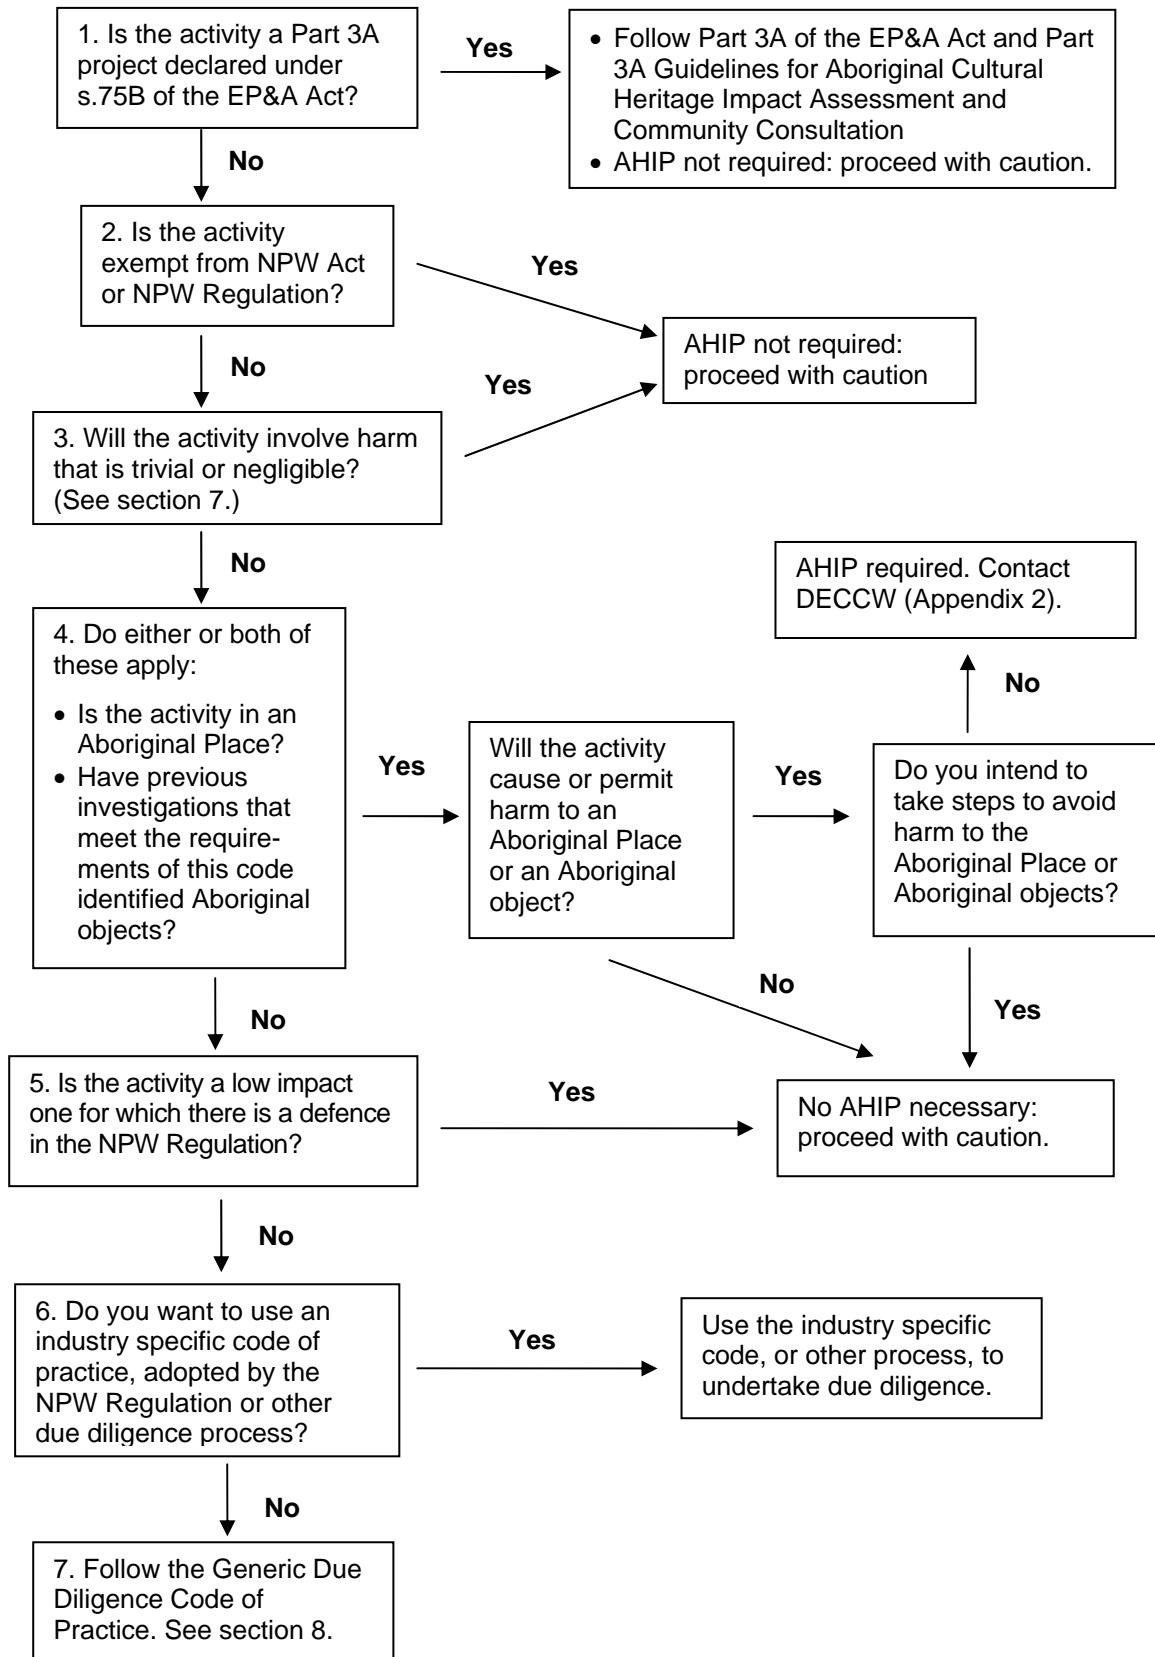 1. Is the activity a Part 3A
project declared under
s.75B of the EP&A Act?
Yes
• Follow Part 3A of the EP&A Act and Part
3A Guidelines for Aboriginal Cultural
Heritage Impact Assessment and
Community Consultation
• AHIP not required: proceed with caution.
No
2. Is the activity
exempt from NPW Act
or NPW Regulation?
Yes
AHIP not required:
proceed with caution
No
Yes
3. Will the activity involve harm
that is trivial or negligible?
(See section 7.)
No
AHIP required. Contact
DECCW (Appendix 2).
No
4. Do either or both of
these apply:
• Is the activity in an
Aboriginal Place?
• Have previous
investigations that
meet the require-
ments of this code
identified Aboriginal
objects?
Yes
Will the activity
cause or permit
harm to an
Aboriginal Place
or an Aboriginal
object?
Yes
Do you intend to
take steps to avoid
harm to the
Aboriginal Place or
Aboriginal objects?
No
Yes
No
5. Is the activity a low impact
one for which there is a defence
in the NPW Regulation?
Yes
No AHIP necessary:
proceed with caution.
No
6. Do you want to use an
industry specific code of
practice, adopted by the
NPW Regulation or other
due diligence process?
Yes
Use the industry specific
code, or other process, to
undertake due diligence.
No
7. Follow the Generic Due
Diligence Code of
Practice. See section 8.